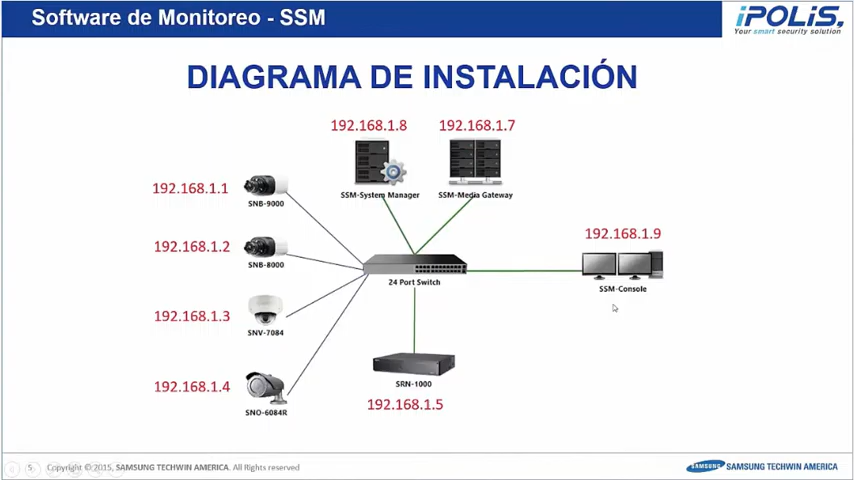 Software de Monitoreo - SSM
iPOLiS,
Your smart security solution.
DIAGRAMA DE INSTALACIÓN
192.168.1.8
192.168.1.7
SSM-System Manager
SSM-Media Gateway
192.168.1.1
SNB-9000
192.168.1.2
SNB-8000
192.168.1.3
SNV-7084
192.168.1.4
SNO-6084R
24 Port Switch
SRN-1000
192.168.1.5
192.168.1.9
SSM-Console
5 Copyright © 2015, SAMSUNG TECHWIN AMERICA. All Rights reserved
SAMSUNG SAMSUNG TECHWIN AMERICA